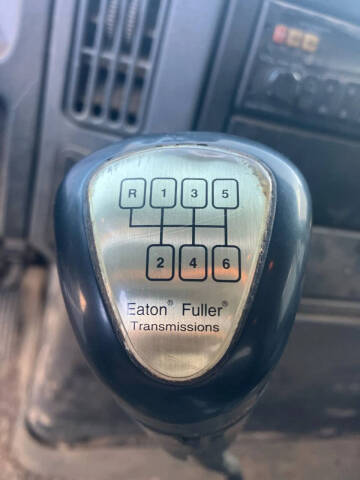 R 1 3 5
2 4 6
Eaton® Fuller®
Transmissions